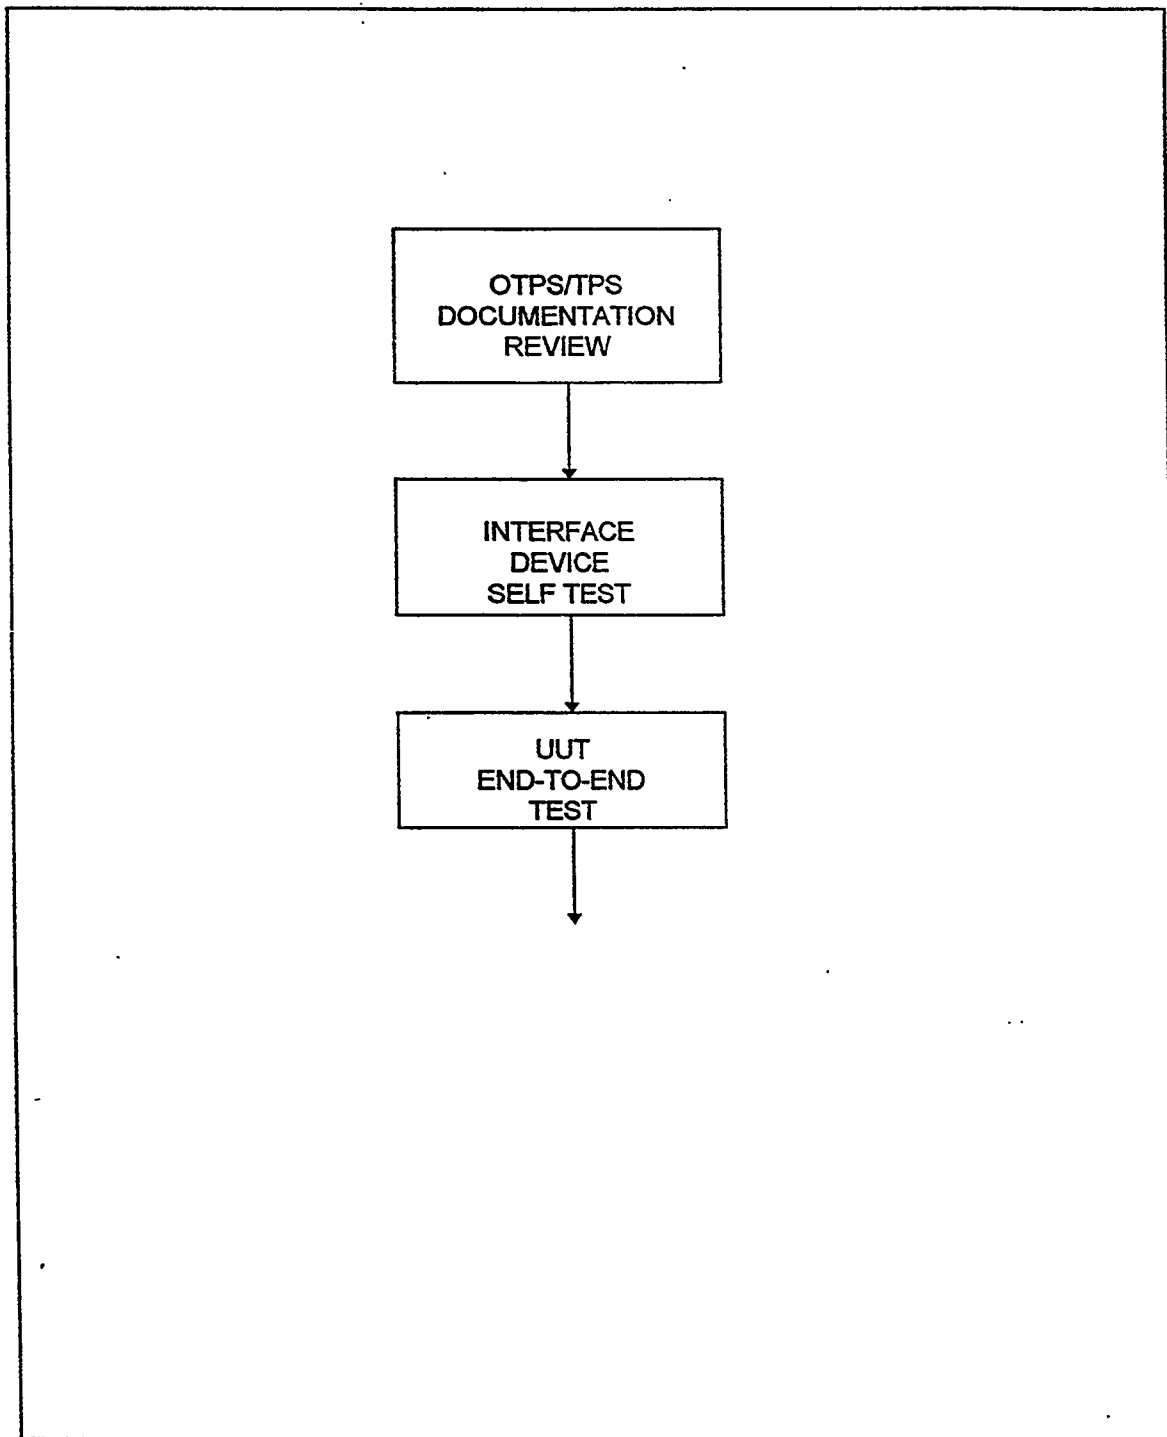 OTPS/TPS
DOCUMENTATION
REVIEW
INTERFACE
DEVICE
SELF TEST
UUT
END-TO-END
TEST